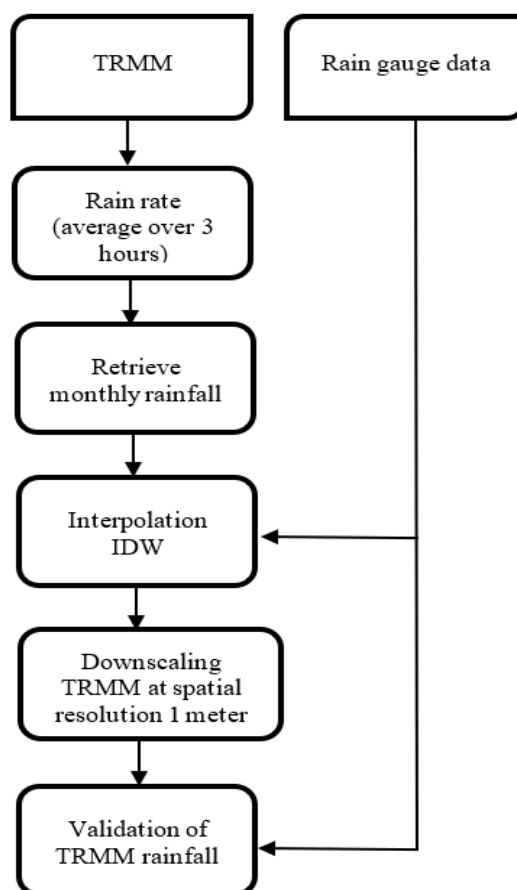 TRMM
Rain gauge data
Rain rate
(average over 3
hours)
Retrieve
monthly rainfall
Interpolation
IDW
Downscaling
TRMM at spatial
resolution 1 meter
Validation of
TRMM rainfall